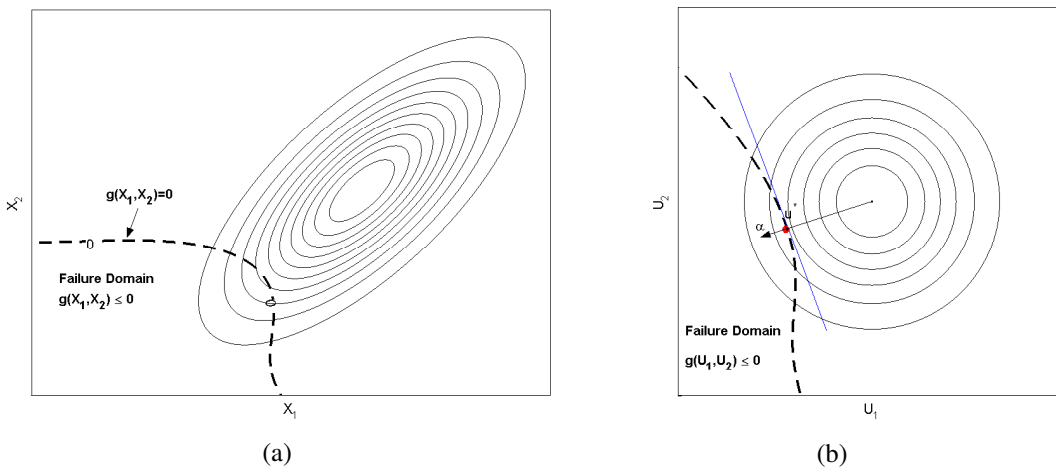 X₂
g(X₁,X₂)=0
0
Failure Domain
g(X₁,X₂) ≤ 0
0
X₁
(a)
U₂
u*
α
Failure Domain
g(U₁,U₂) ≤ 0
U₁
(b)